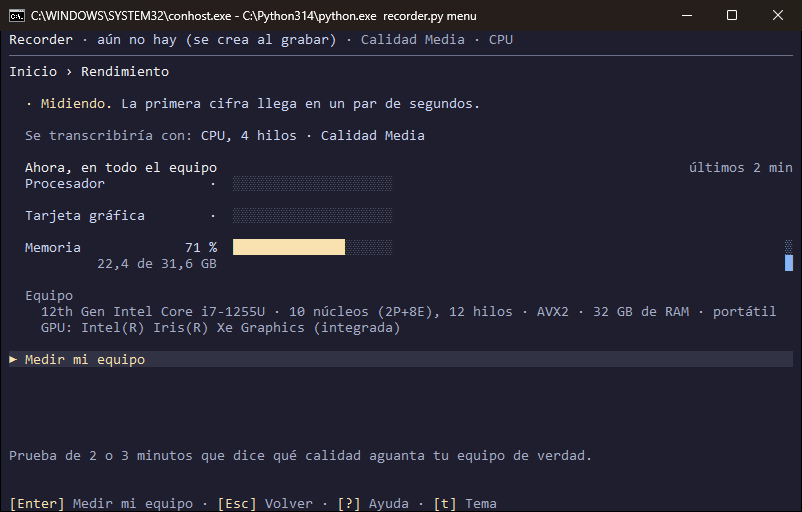 C:\WINDOWS\SYSTEM32\conhost.exe - C:\Python314\python.exe recorder.py menu
Recorder · aún no hay (se crea al grabar) · Calidad Media · CPU
Inicio › Rendimiento
· Midiendo. La primera cifra llega en un par de segundos.
Se transcribiría con: CPU, 4 hilos · Calidad Media
Ahora, en todo el equipo últimos 2 min
Procesador ·
Tarjeta gráfica ·
Memoria 71 %
22,4 de 31,6 GB
Equipo
12th Gen Intel Core i7-1255U · 10 núcleos (2P+8E), 12 hilos · AVX2 · 32 GB de RAM · portátil
GPU: Intel(R) Iris(R) Xe Graphics (integrada)
► Medir mi equipo
Prueba de 2 o 3 minutos que dice qué calidad aguanta tu equipo de verdad.
[Enter] Medir mi equipo · [Esc] Volver · [?] Ayuda · [t] Tema